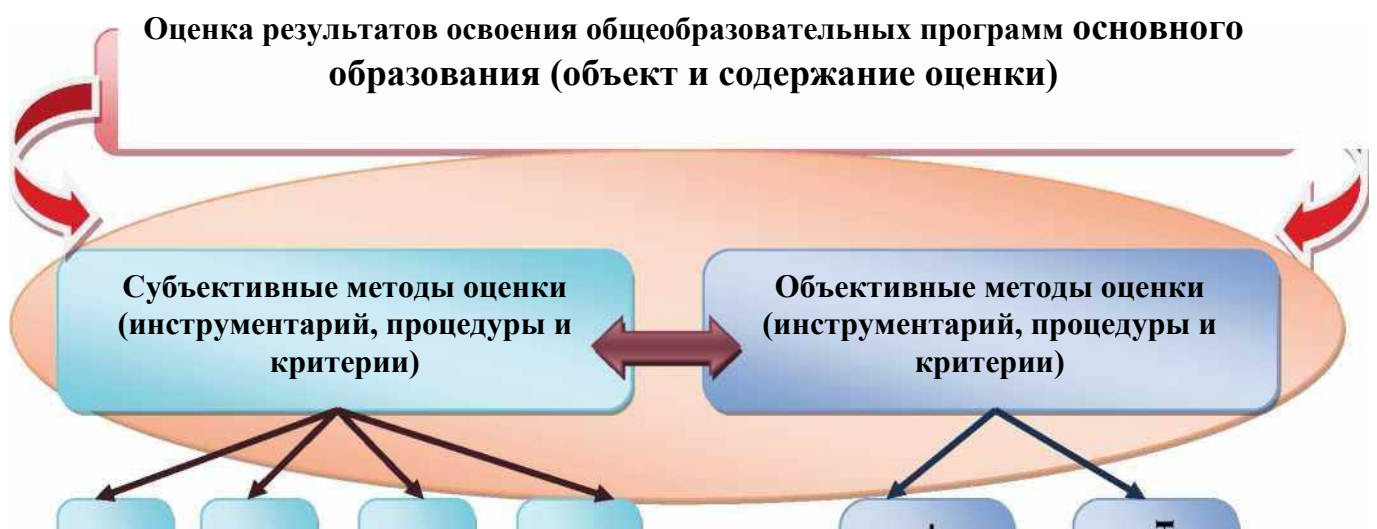 Оценка результатов освоения общеобразовательных программ основного
образования (объект и содержание оценки)
Субъективные методы оценки
(инструментарий, процедуры и
критерии)
Объективные методы оценки
(инструментарий, процедуры и
критерии)